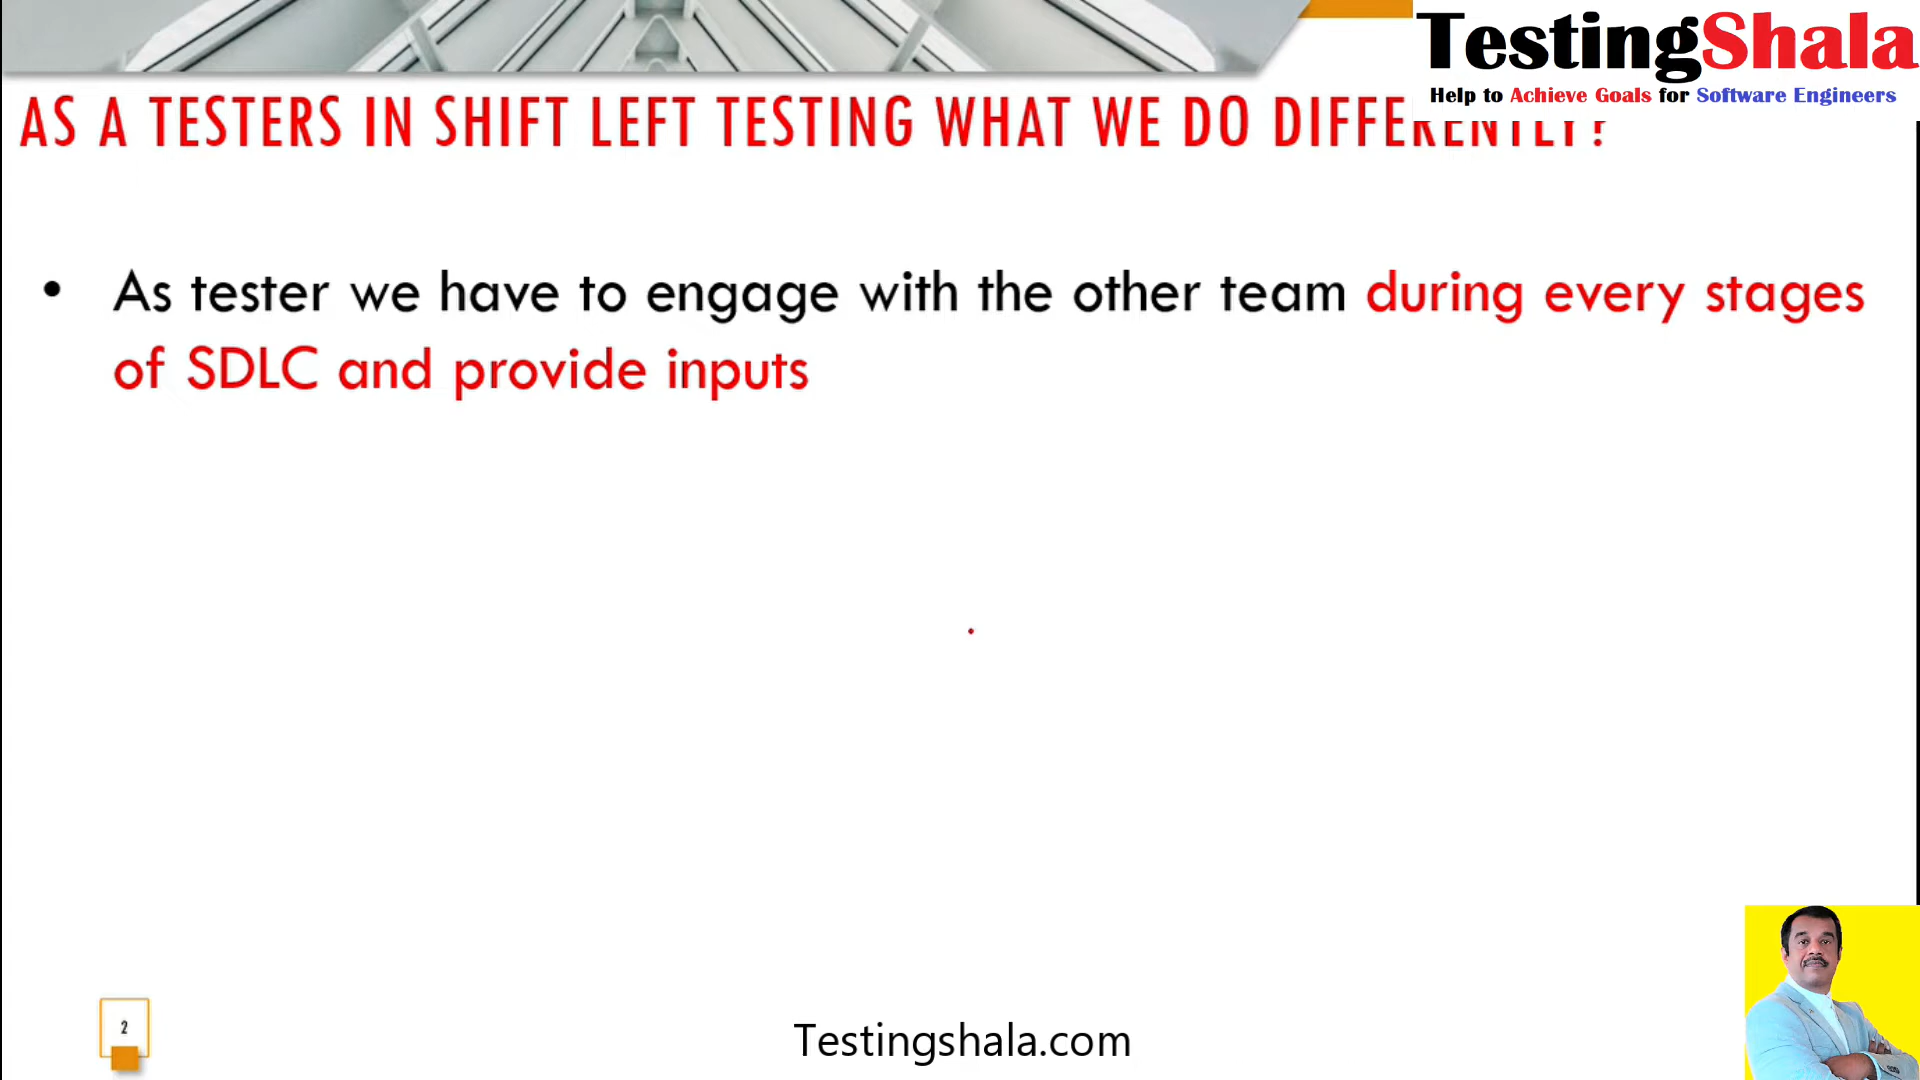 TestingShala
Help to Achieve Goals for Software Engineers
AS A TESTERS IN SHIFT LEFT TESTING WHAT WE DO DIFFERENTLY?
• As tester we have to engage with the other team during every stages
of SDLC and provide inputs
2
Testingshala.com